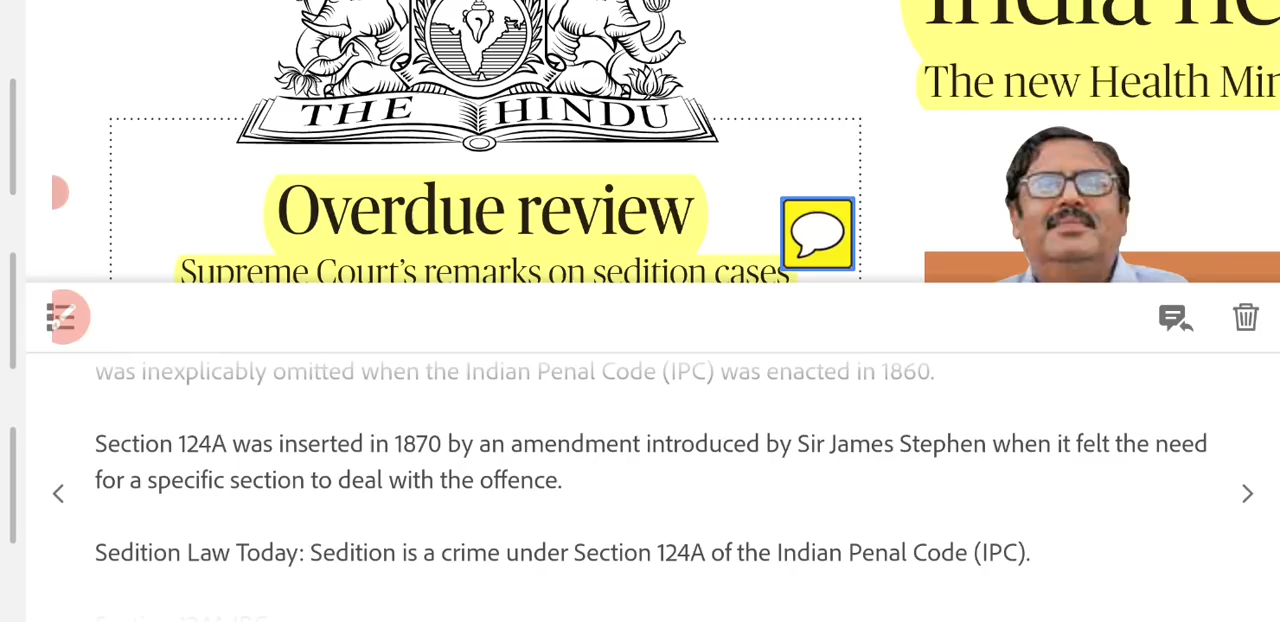 India
The new Health Min
THE HINDU
Overdue review
Supreme Court's remarks on sedition cases
was inexplicably omitted when the Indian Penal Code (IPC) was enacted in 1860.
Section 124A was inserted in 1870 by an amendment introduced by Sir James Stephen when it felt the need
for a specific section to deal with the offence.
Sedition Law Today: Sedition is a crime under Section 124A of the Indian Penal Code (IPC).